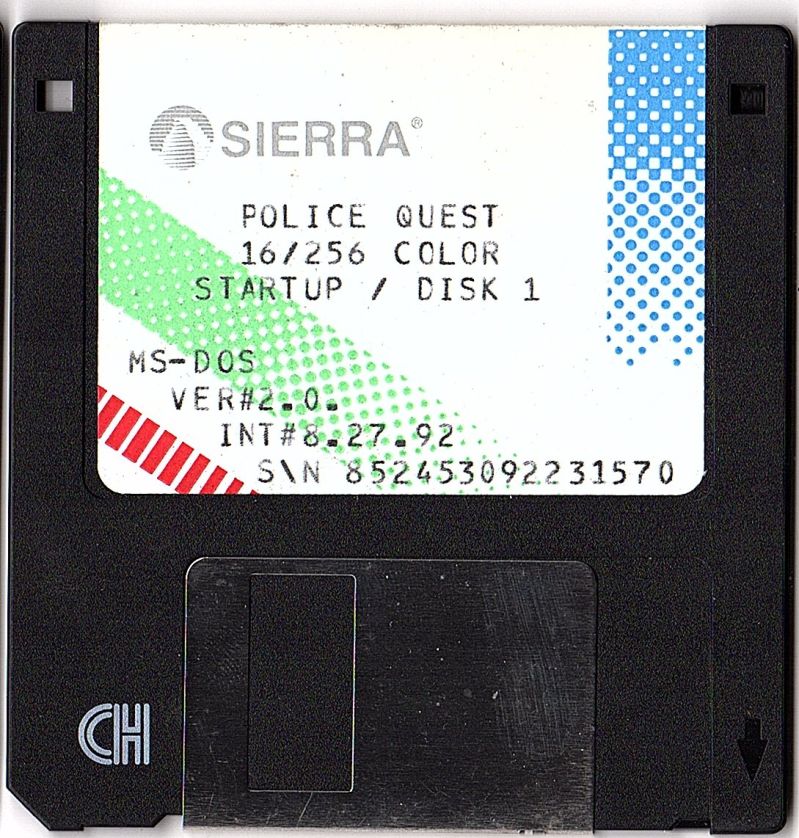 SIERRA®
POLICE QUEST
16/256 COLOR
STARTUP / DISK 1
MS-DOS
VER#2.0.
INT#8.27.92
S\N 852453092231570
CH